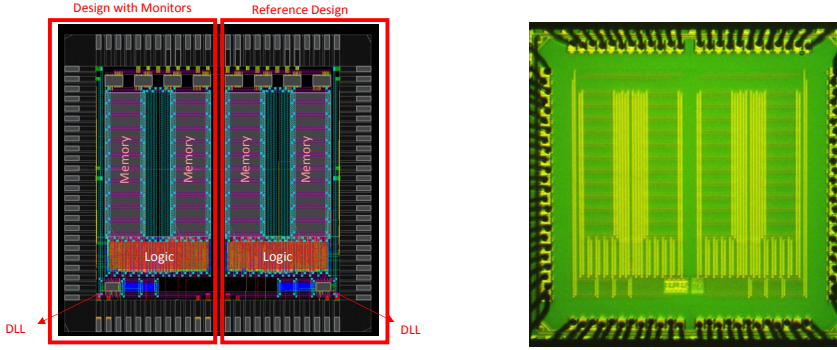 Design with Monitors
Reference Design
Memory
Memory
Memory
Memory
Logic
Logic
DLL
DLL